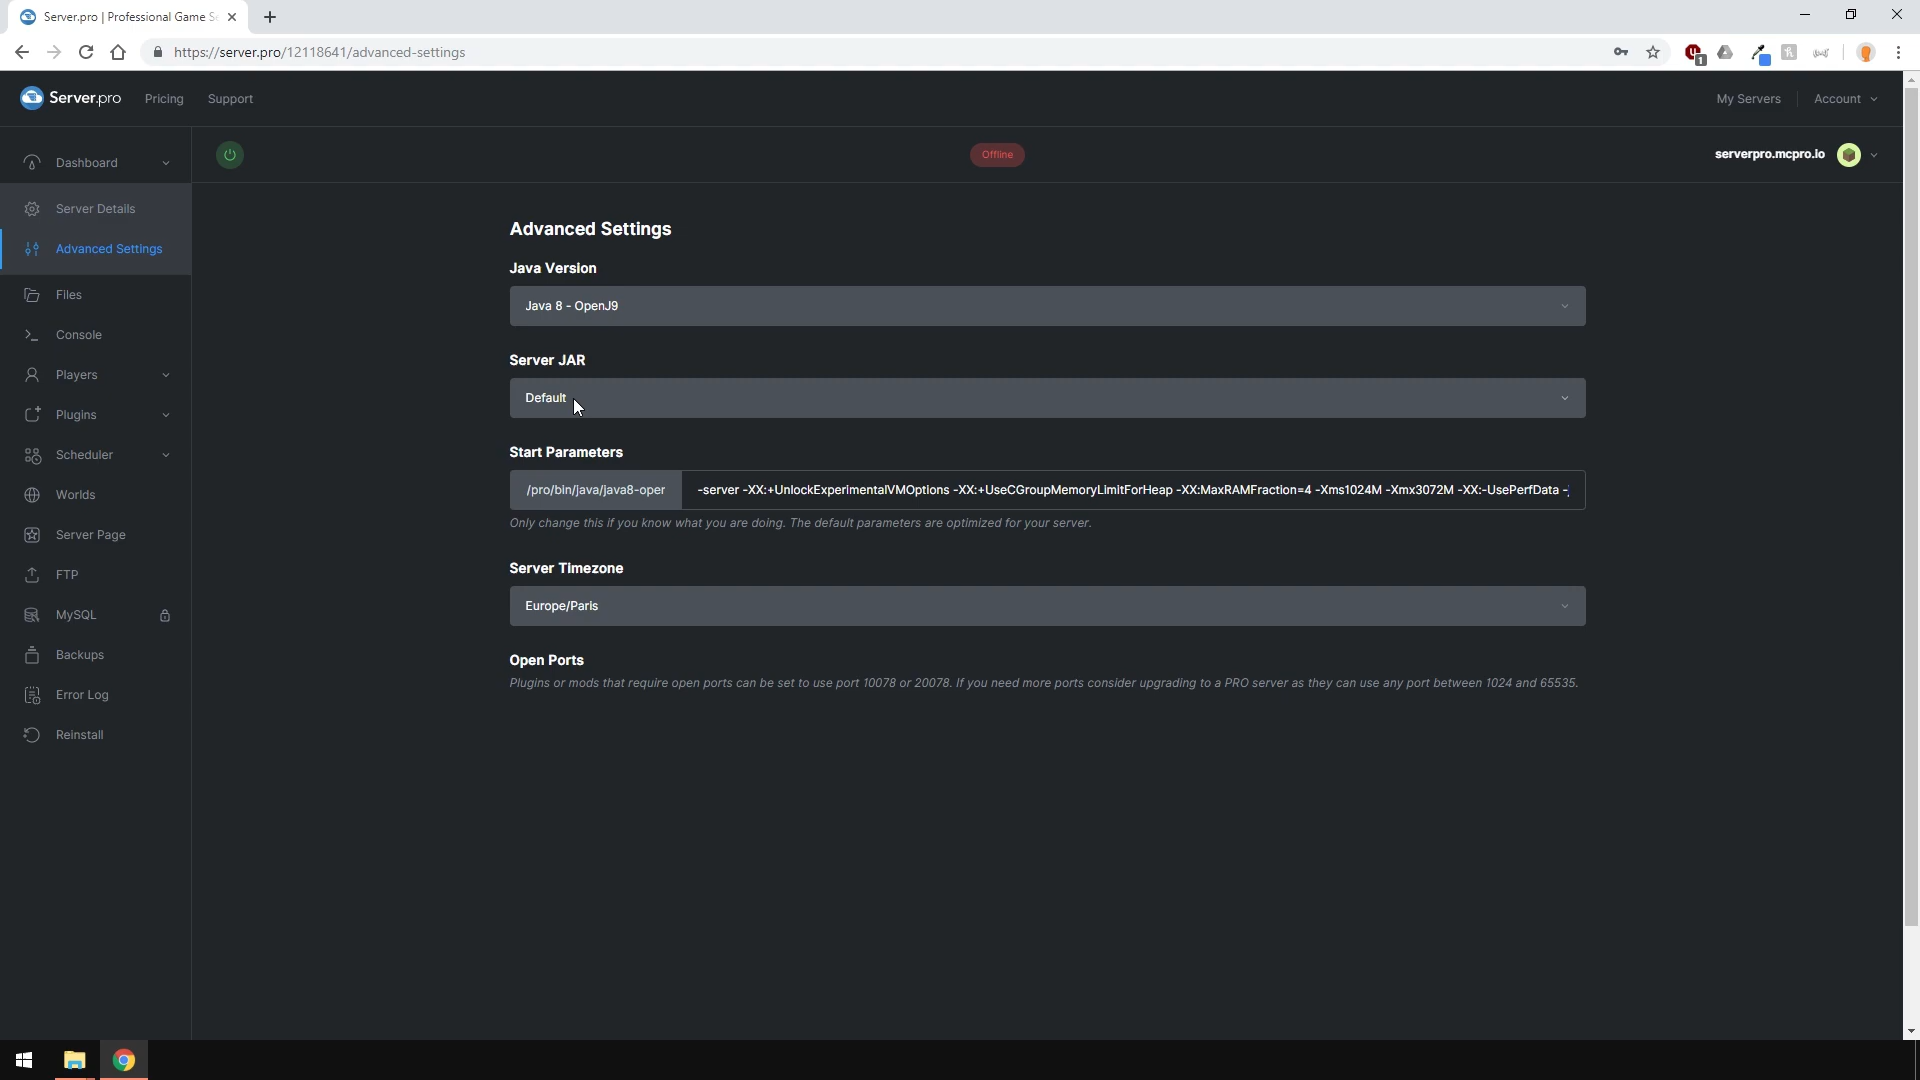 Server.pro | Professional Game Se
https://server.pro/12118641/advanced-settings
1
Server.pro
Pricing
Support
My Servers
Account
Dashboard
Offline
serverpro.mcpro.io
Server Details
Advanced Settings
Files
Console
Players
Plugins
Scheduler
Worlds
Server Page
FTP
MySQL
Backups
Error Log
Reinstall
Advanced Settings
Java Version
Java 8 - OpenJ9
Server JAR
Default
Start Parameters
/pro/bin/java/java8-oper
-server -XX:+UnlockExperimentalVMOptions -XX:+UseCGroupMemoryLimitForHeap -XX:MaxRAMFraction=4 -Xms1024M -Xmx3072M -XX:-UsePerfData -
Only change this if you know what you are doing. The default parameters are optimized for your server.
Server Timezone
Europe/Paris
Open Ports
Plugins or mods that require open ports can be set to use port 10078 or 20078. If you need more ports consider upgrading to a PRO server as they can use any port between 1024 and 65535.